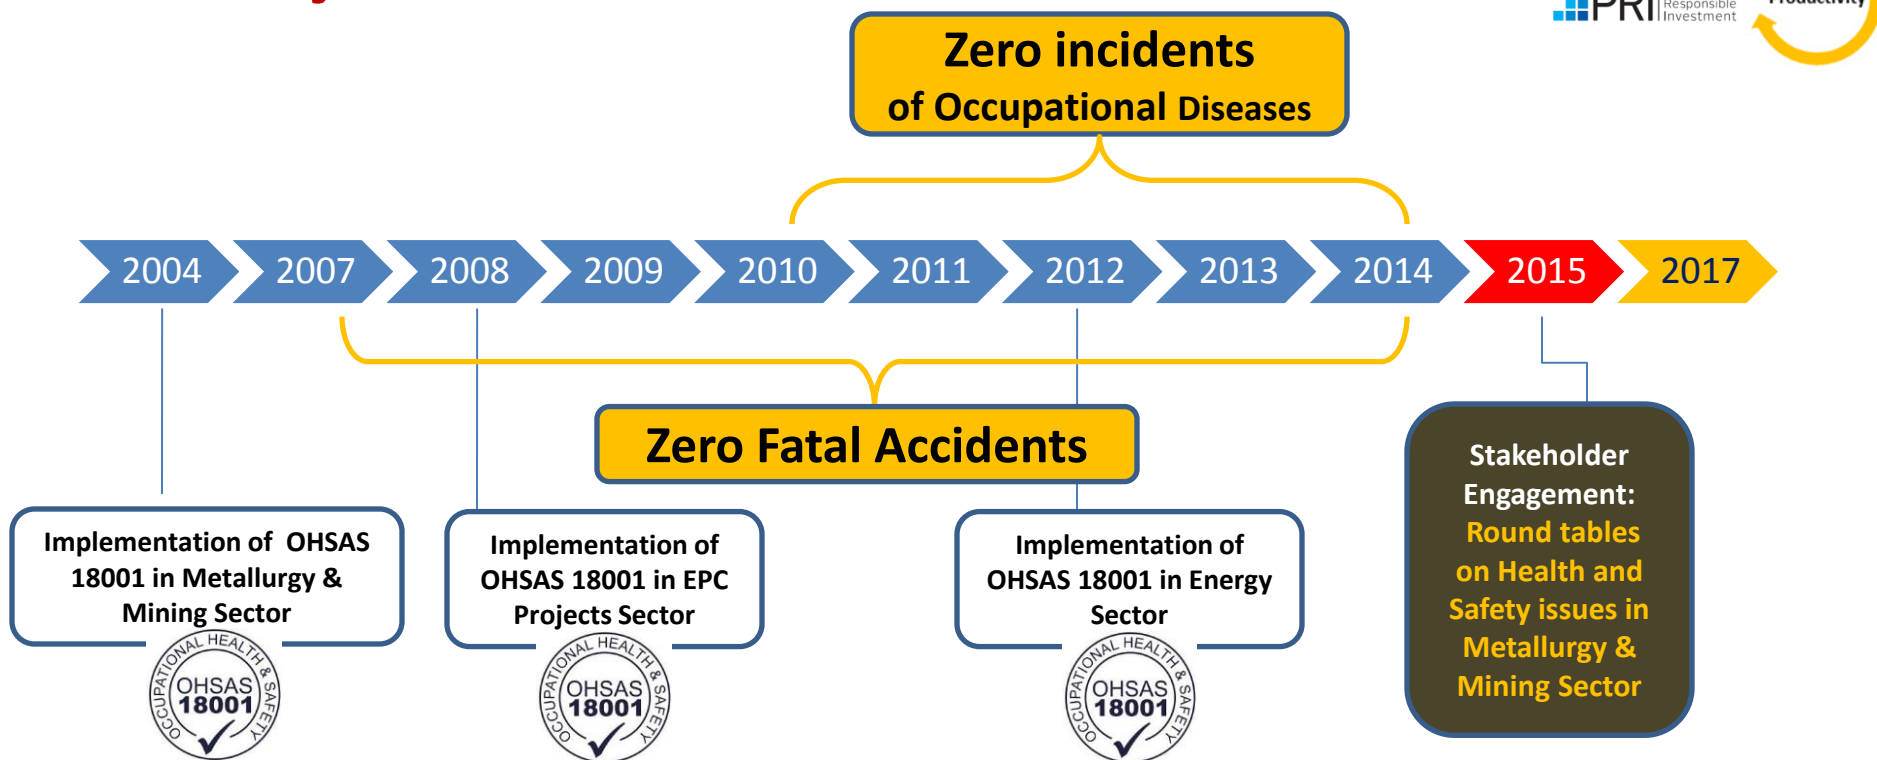 PRI Responsible
Investment
Productivity
Zero incidents
of Occupational Diseases
2004 2007 2008 2009 2010 2011 2012 2013 2014 2015 2017
Zero Fatal Accidents
Implementation of OHSAS
18001 in Metallurgy &
Mining Sector
OCCUPATIONAL HEALTH & SAFETY
OHSAS
18001
Implementation of
OHSAS 18001 in EPC
Projects Sector
OCCUPATIONAL HEALTH & SAFETY
OHSAS
18001
Implementation of
OHSAS 18001 in Energy
Sector
OCCUPATIONAL HEALTH & SAFETY
OHSAS
18001
Stakeholder
Engagement:
Round tables
on Health and
Safety issues in
Metallurgy &
Mining Sector